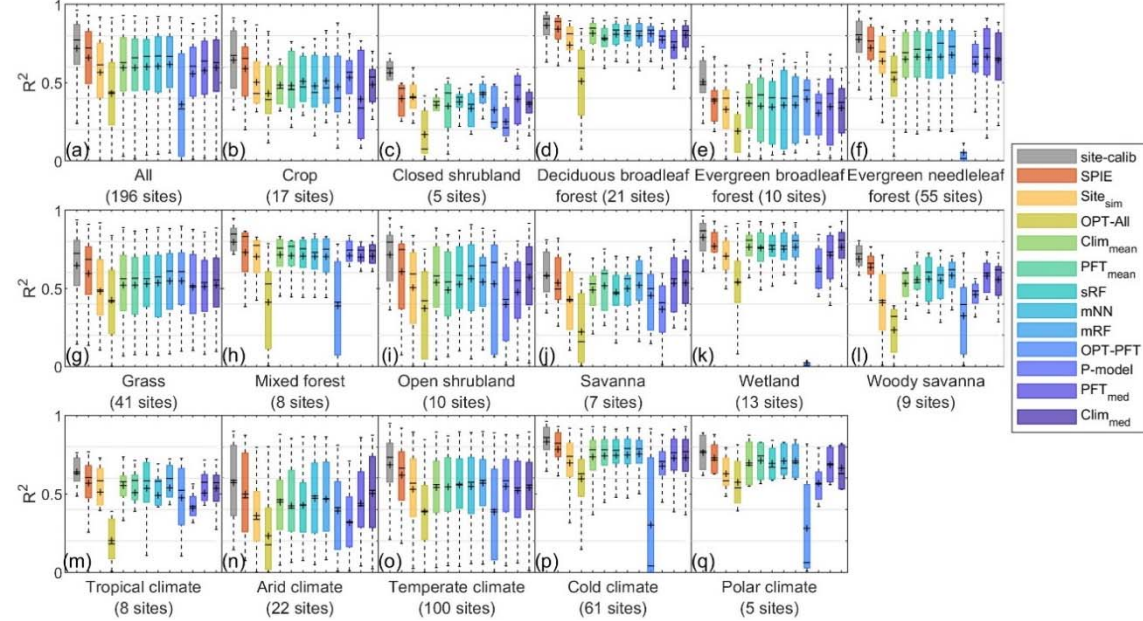 1
R²
0.5
0
(a)
(b)
(c)
(d)
(e)
(f)
All
(196 sites)
Crop
(17 sites)
Closed shrubland
(5 sites)
Deciduous broadleaf
forest (21 sites)
Evergreen broadleaf
forest (10 sites)
Evergreen needleleaf
forest (55 sites)
1
R²
0.5
0
(g)
(h)
(i)
(j)
(k)
(l)
Grass
(41 sites)
Mixed forest
(8 sites)
Open shrubland
(10 sites)
Savanna
(7 sites)
Wetland
(13 sites)
Woody savanna
(9 sites)
1
R²
0.5
0
(m)
(n)
(o)
(p)
(q)
Tropical climate
(8 sites)
Arid climate
(22 sites)
Temperate climate
(100 sites)
Cold climate
(61 sites)
Polar climate
(5 sites)
site-calib
SPIE
Site_sim
OPT-All
Clim_mean
PFT_mean
sRF
mNN
mRF
OPT-PFT
P-model
PFT_med
Clim_med